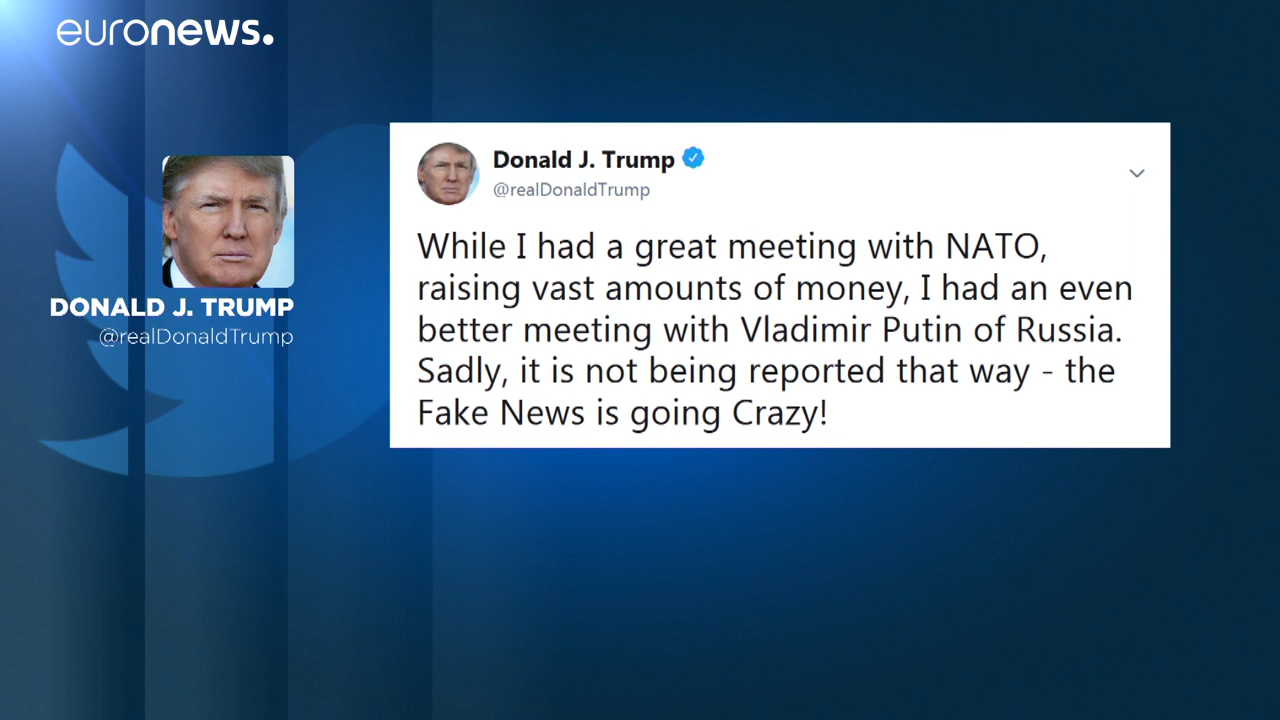 euronews.
DONALD J. TRUMP
@realDonaldTrump
Donald J. Trump
@realDonaldTrump
While I had a great meeting with NATO,
raising vast amounts of money, I had an even
better meeting with Vladimir Putin of Russia.
Sadly, it is not being reported that way - the
Fake News is going Crazy!